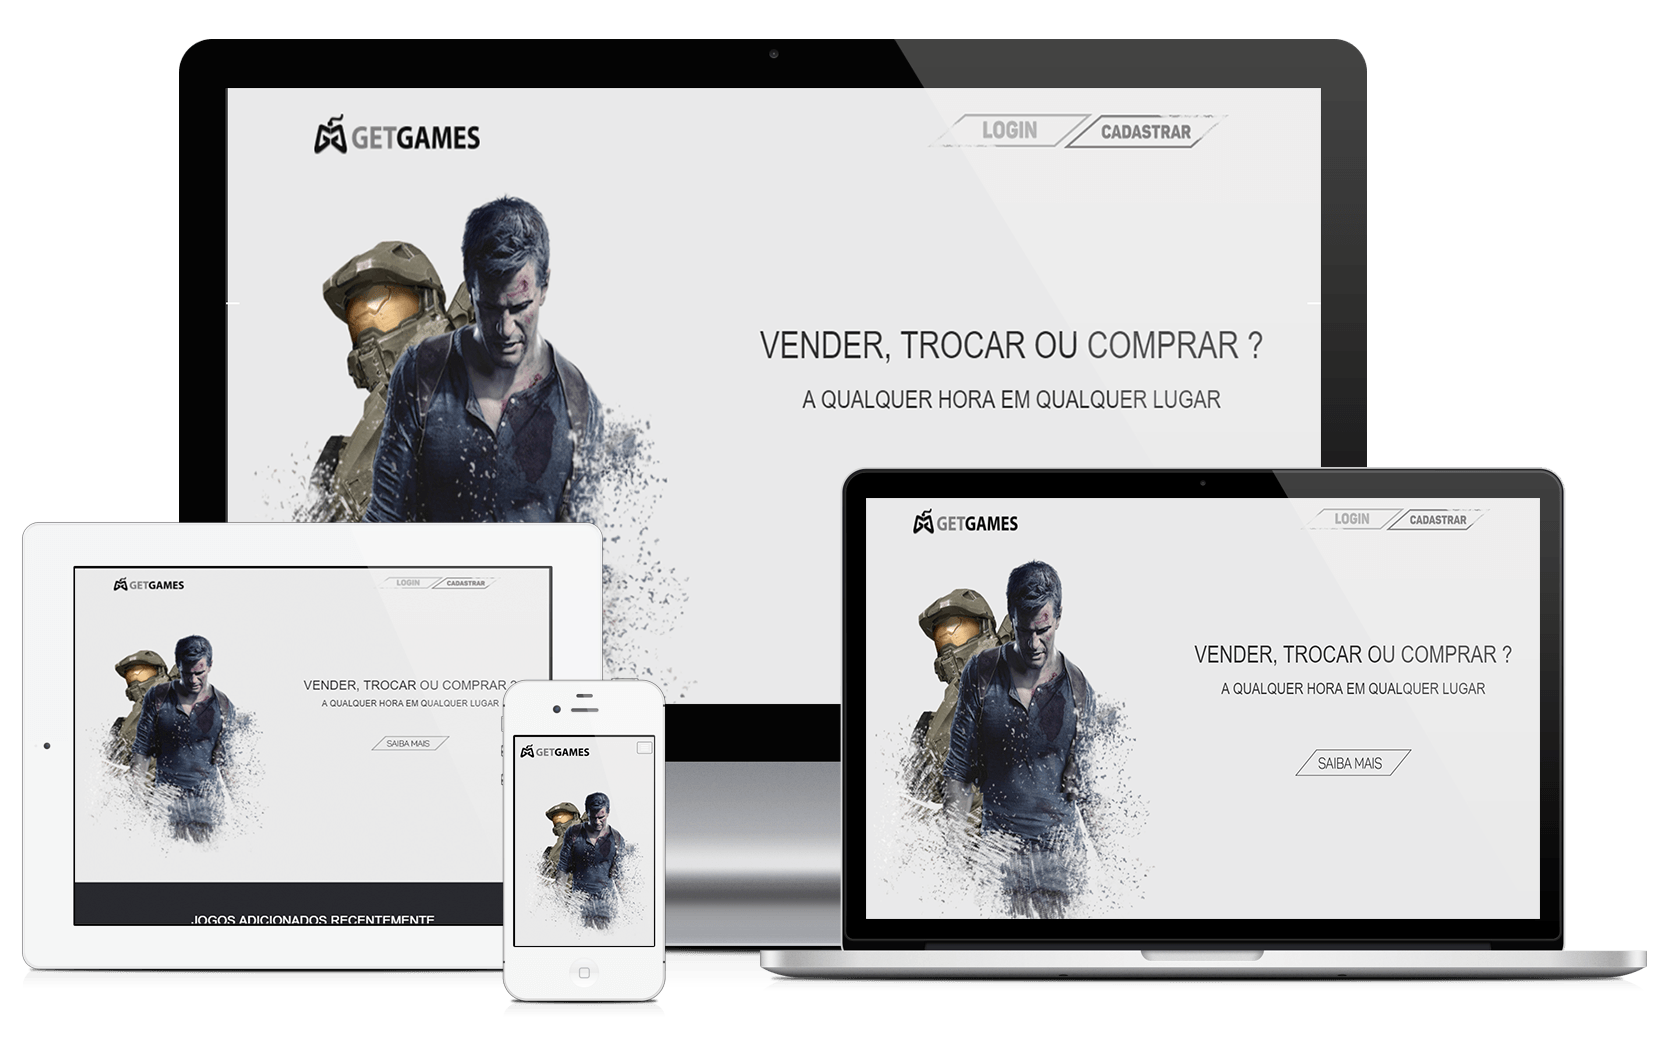 GETGAMES
LOGIN
CADASTRAR
VENDER, TROCAR OU COMPRAR ?
A QUALQUER HORA EM QUALQUER LUGAR
GETGAMES
LOGIN
CADASTRAR
VENDER, TROCAR OU COMPRAR ?
A QUALQUER HORA EM QUALQUER LUGAR
SAIBA MAIS
GETGAMES
LOGIN
CADASTRAR
VENDER, TROCAR OU COMPRAR ?
A QUALQUER HORA EM QUALQUER LUGAR
SAIBA MAIS
JOGOS ADICIONADOS RECENTEMENTE
GETGAMES